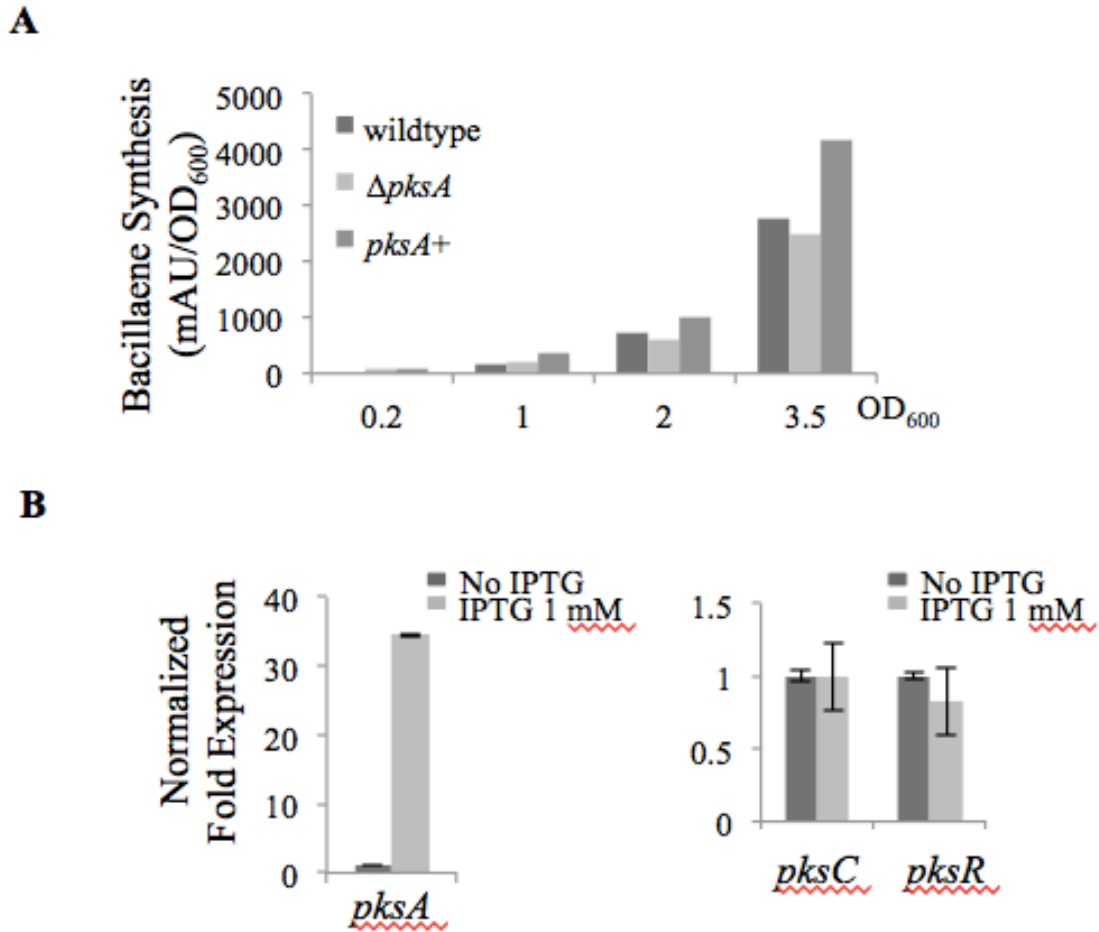 A
Bacillaene Synthesis
(mAU/OD600)
5000
4000
3000
2000
1000
0
wildtype
ΔpksA
pksA+
0.2 1 2 3.5 OD600
B
Normalized
Fold Expression
No IPTG
IPTG 1 mM
40
30
20
10
0
pksA
No IPTG
IPTG 1 mM
1.5
1
0.5
0
pksC pksR